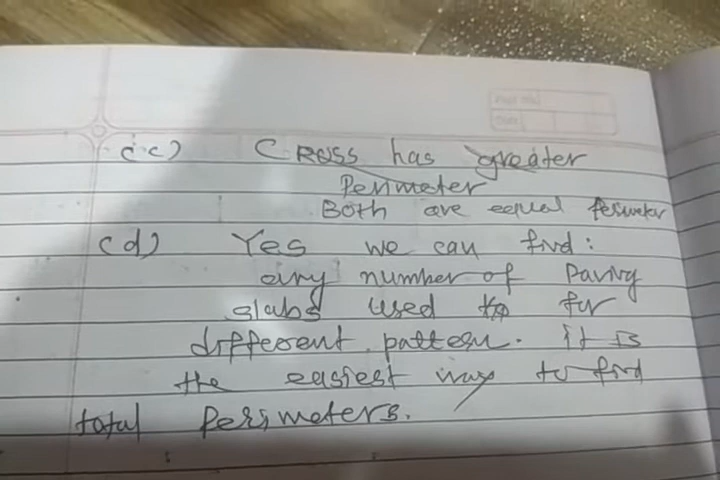 (c) CROSS has greater
Perimeter
Both are eequal Perimeter
(d) Yes we can find:
any number of Paving
slabs used for
different pattern. it is
the easiest way to find
total Perimeters.